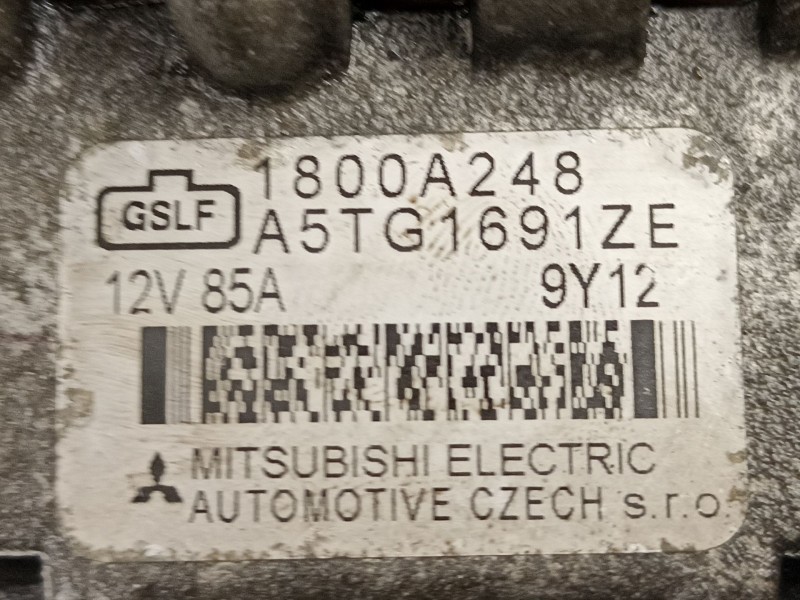 1800A248
GSLF
A5TG1691ZE
12V 85A 9Y12
MITSUBISHI ELECTRIC
AUTOMOTIVE CZECH s.r.o.